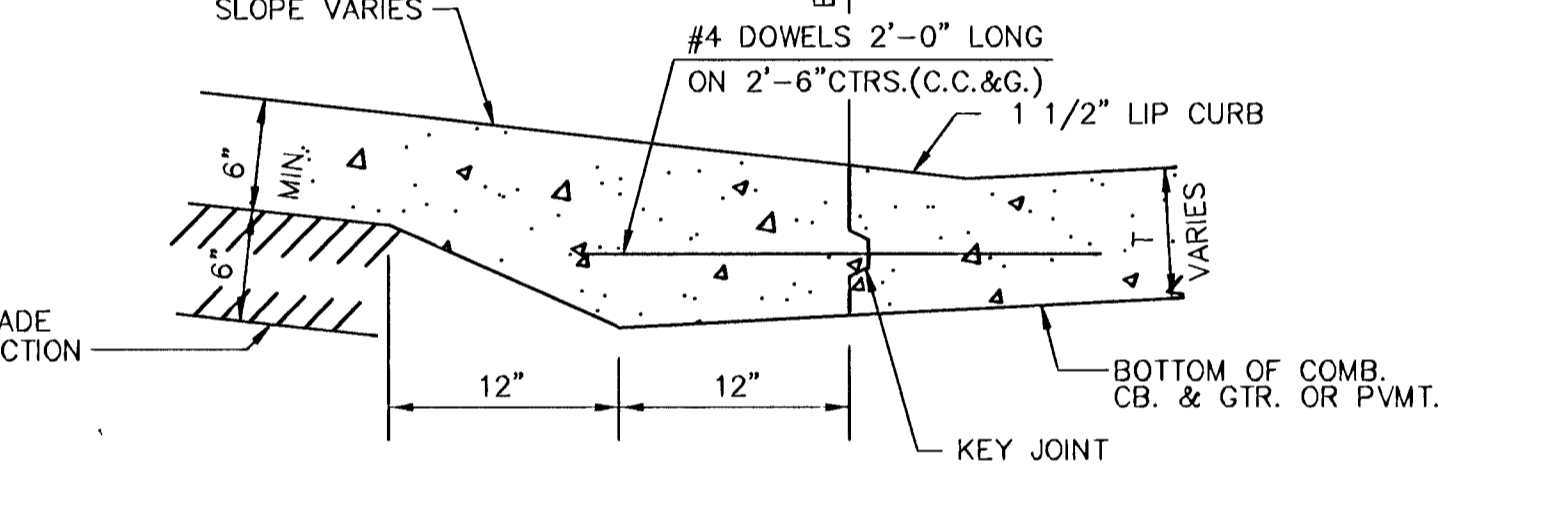 SLOPE VARIES
#4 DOWELS 2'-0" LONG
ON 2'-6"CTRS.(C.C.&G.)
1 1/2" LIP CURB
6"
MIN.
6"
T
VARIES
ADE
CTION
12"
12"
BOTTOM OF COMB.
CB. & GTR. OR PVMT.
KEY JOINT